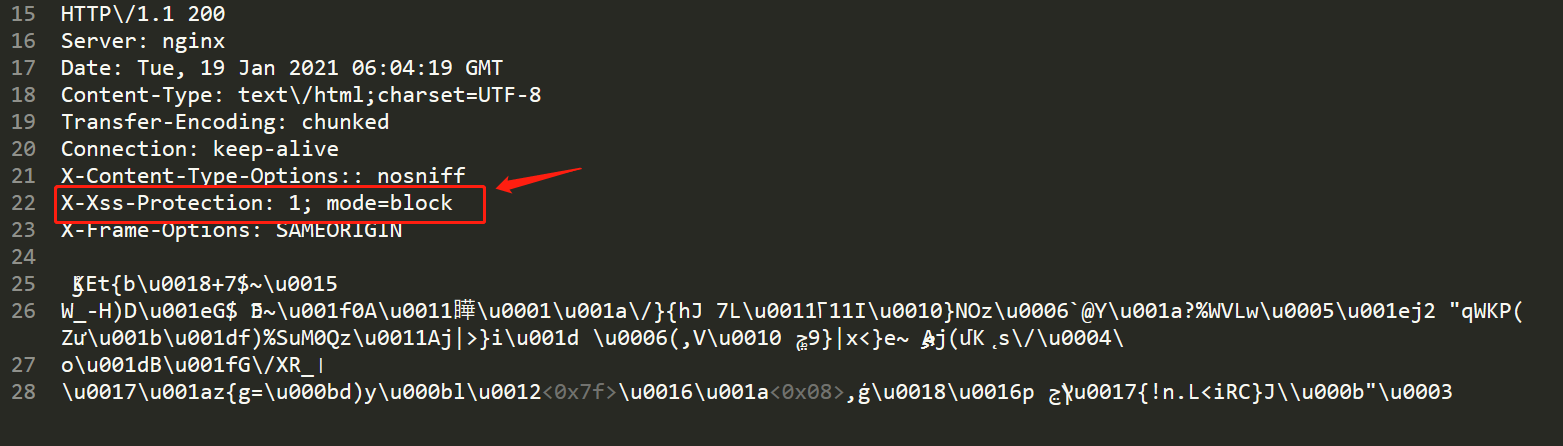 15 HTTP\/1.1 200
16 Server: nginx
17 Date: Tue, 19 Jan 2021 06:04:19 GMT
18 Content-Type: text\/html;charset=UTF-8
19 Transfer-Encoding: chunked
20 Connection: keep-alive
21 X-Content-Type-Options:: nosniff
22 X-Xss-Protection: 1; mode=block
23 X-Frame-Options: SAMEORIGIN
24
25 Et{b\u0018+7$~\u0015
26 W_-H)D\u001eG$ ~\u001f0A\u0011瞱\u0001\u001a\/}{hJ 7L\u0011Γ11I\u0010}NOz\u0006`@Y\u001a?%WVLw\u0005\u001ej2 "qWKP(
\u001b\u001df)%SuM0Qz\u0011Aj|>}i\u001d \u0006(,V\u0010 9}|x<}e~ j( s\/\u0004\
27 o\u001dB\u001fG\/XR_
28 \u0017\u001az{g=\u000bd)y\u000bl\u0012<0x7f>\u0016\u001a<0x08>,ģ\u0018\u0016p \u0017{!n.L<iRC}J\\u000b"\u0003